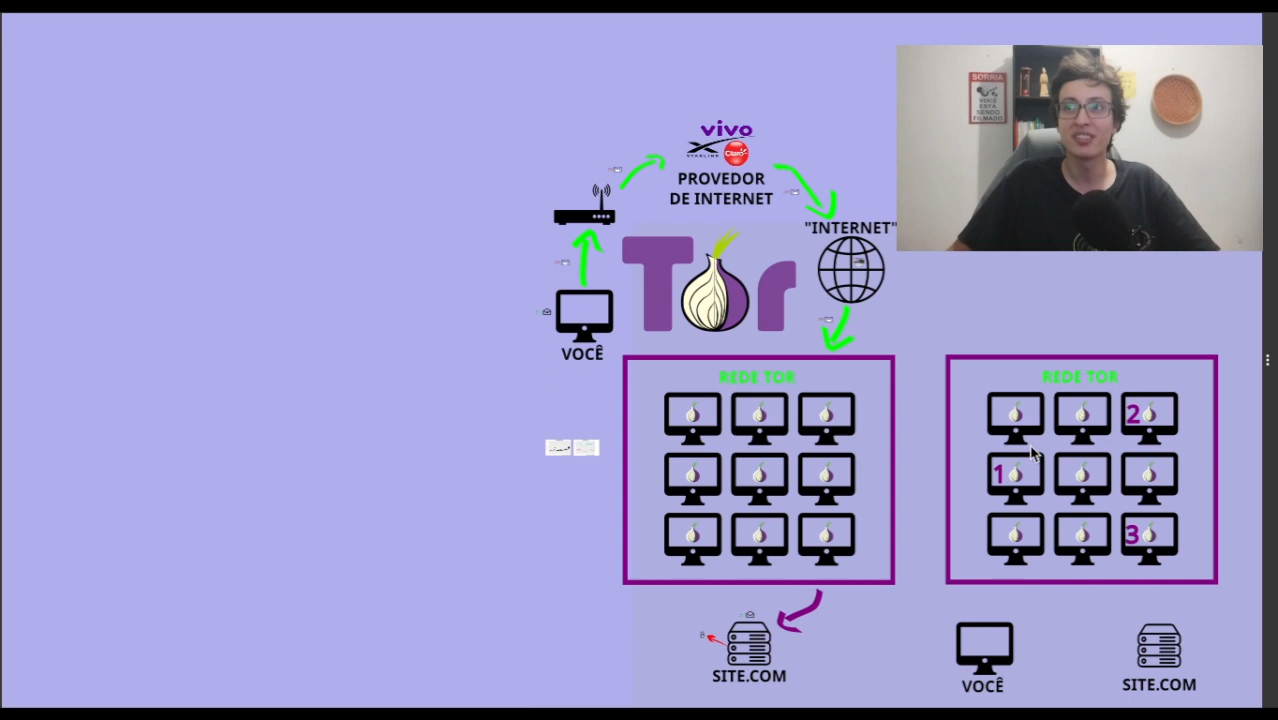 SORRIA
VOCÊ
ESTÁ
SENDO
FILMADO
vivo
STARLINK
Claro
PROVEDOR
DE INTERNET
"INTERNET"
Tor
VOCÊ
REDE TOR
REDE TOR
2
1
3
SITE.COM
VOCÊ
SITE.COM